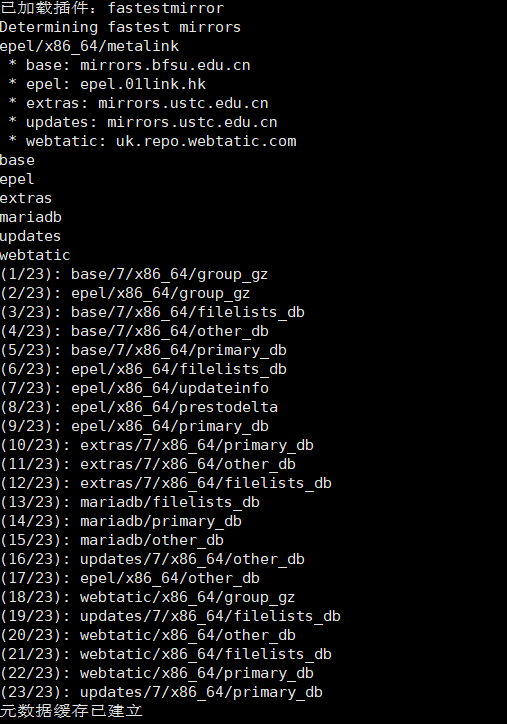 已加载插件：fastestmirror
Determining fastest mirrors
epel/x86_64/metalink
 * base: mirrors.bfsu.edu.cn
 * epel: epel.01link.hk
 * extras: mirrors.ustc.edu.cn
 * updates: mirrors.ustc.edu.cn
 * webtatic: uk.repo.webtatic.com
base
epel
extras
mariadb
updates
webtatic
(1/23): base/7/x86_64/group_gz
(2/23): epel/x86_64/group_gz
(3/23): base/7/x86_64/filelists_db
(4/23): base/7/x86_64/other_db
(5/23): base/7/x86_64/primary_db
(6/23): epel/x86_64/filelists_db
(7/23): epel/x86_64/updateinfo
(8/23): epel/x86_64/prestodelta
(9/23): epel/x86_64/primary_db
(10/23): extras/7/x86_64/primary_db
(11/23): extras/7/x86_64/other_db
(12/23): extras/7/x86_64/filelists_db
(13/23): mariadb/filelists_db
(14/23): mariadb/primary_db
(15/23): mariadb/other_db
(16/23): updates/7/x86_64/other_db
(17/23): epel/x86_64/other_db
(18/23): webtatic/x86_64/group_gz
(19/23): updates/7/x86_64/filelists_db
(20/23): webtatic/x86_64/other_db
(21/23): webtatic/x86_64/filelists_db
(22/23): webtatic/x86_64/primary_db
(23/23): updates/7/x86_64/primary_db
元数据缓存已建立